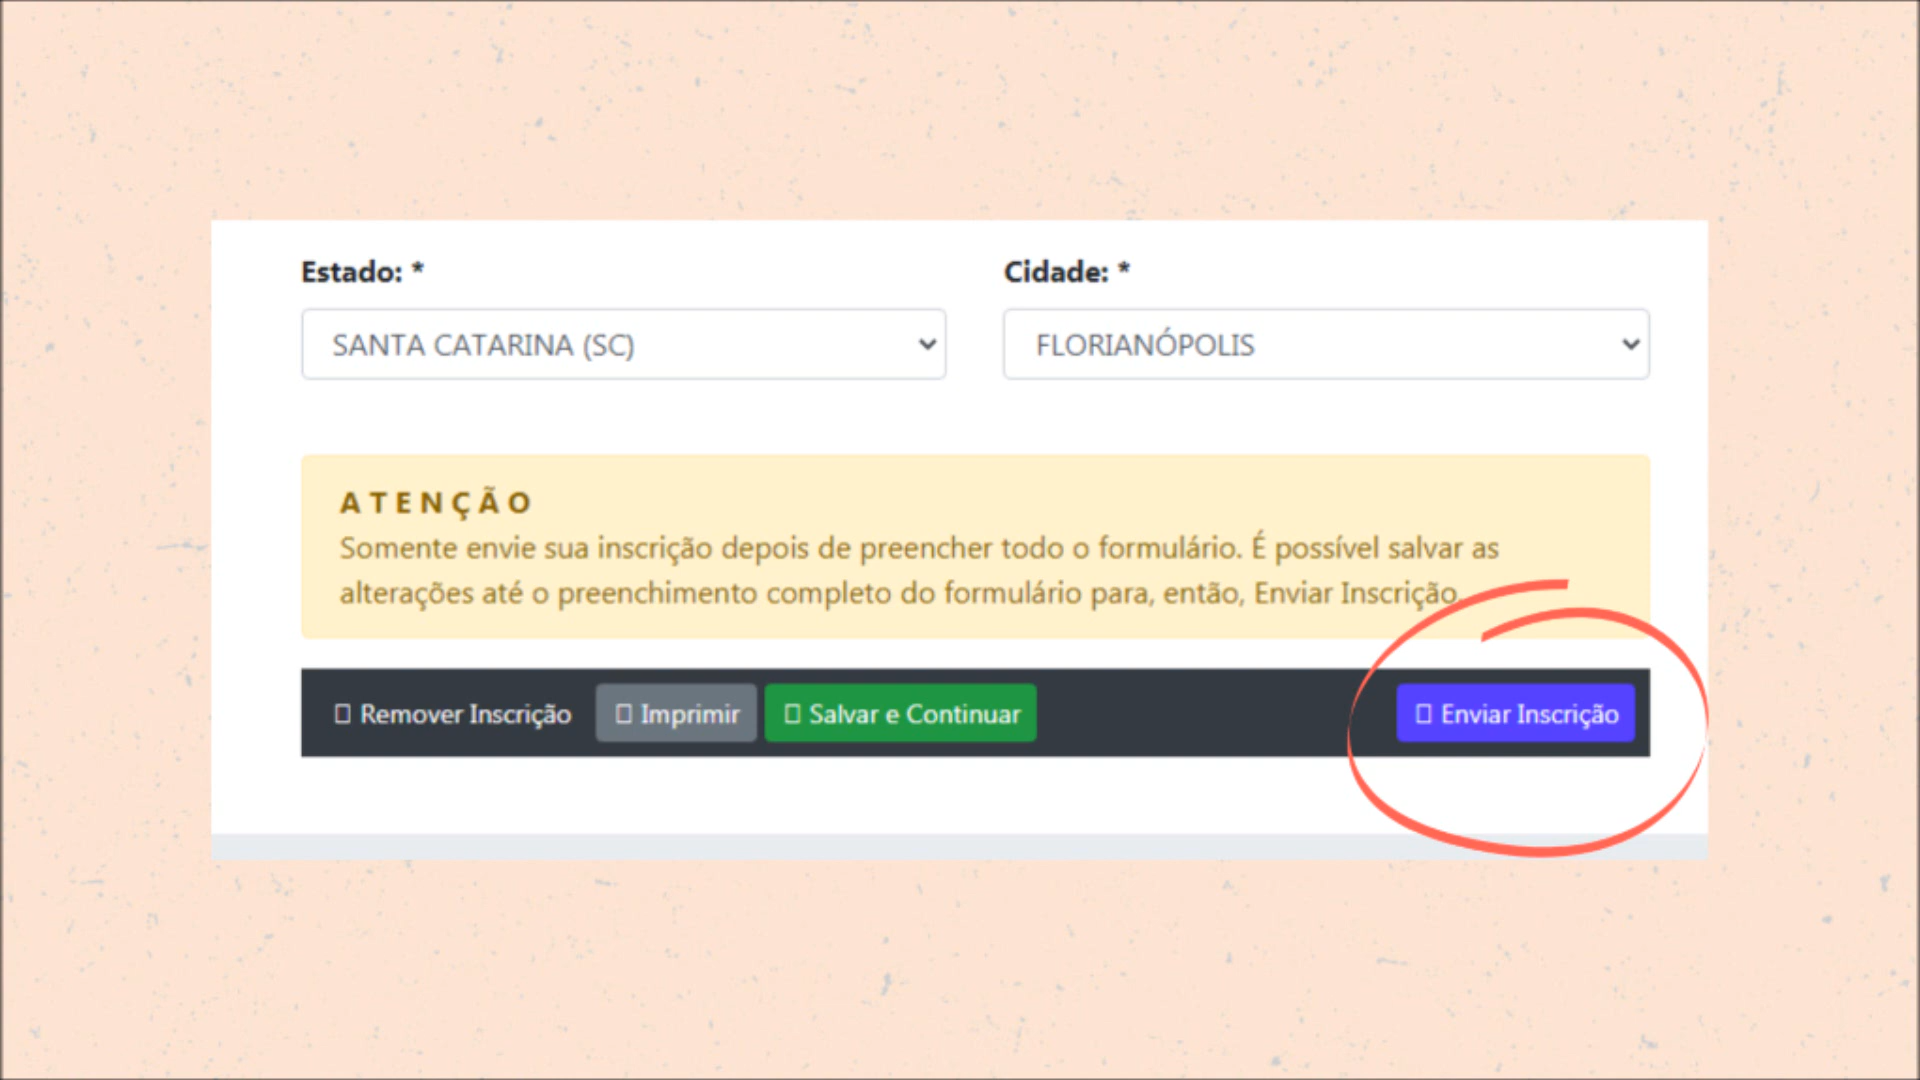 Estado: *
Cidade: *
SANTA CATARINA (SC)
FLORIANÓPOLIS
ATENÇÃO
Somente envie sua inscrição depois de preencher todo o formulário. É possível salvar as
alterações até o preenchimento completo do formulário para, então, Enviar Inscrição.
Remover Inscrição
Imprimir
Salvar e Continuar
Enviar Inscrição